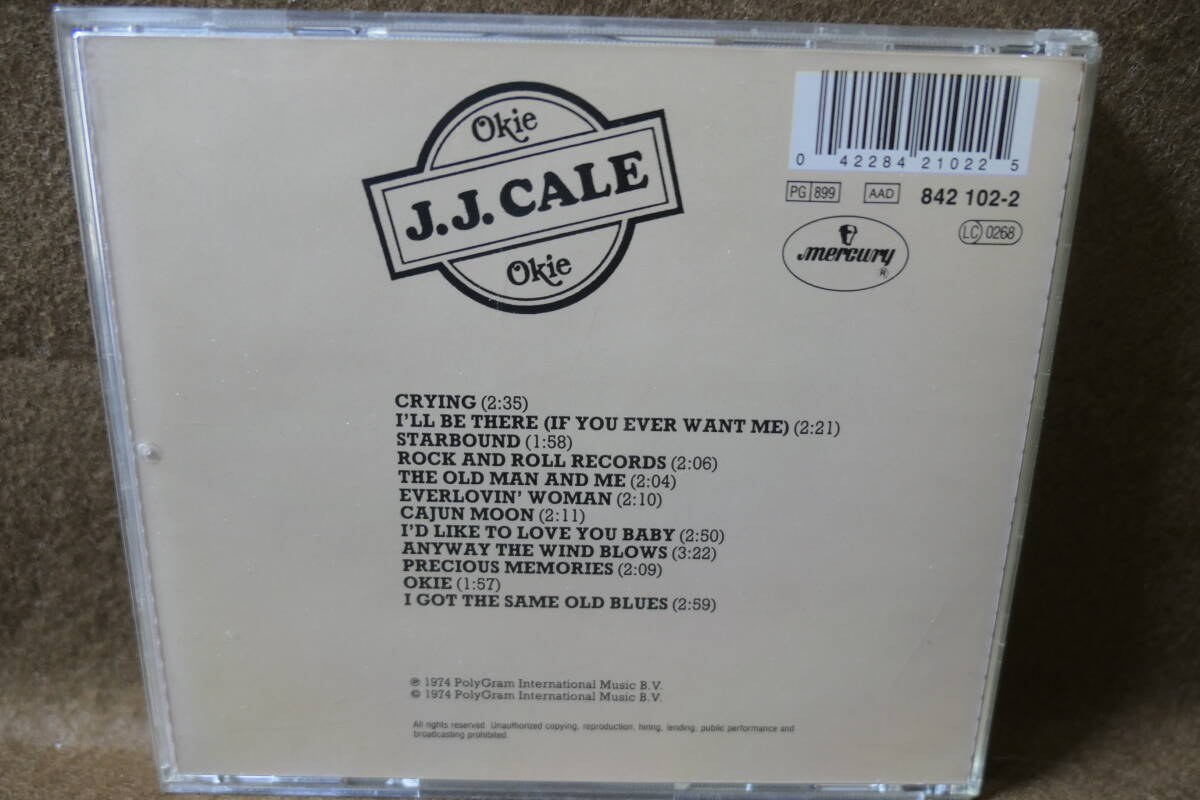 Okie
J.J. CALE
Okie
0 42284 21022 5
PG 899 AAD 842 102-2
mercury ®
LC 0268
CRYING (2:35)
I'LL BE THERE (IF YOU EVER WANT ME) (2:21)
STARBOUND (1:58)
ROCK AND ROLL RECORDS (2:06)
THE OLD MAN AND ME (2:04)
EVERLOVIN' WOMAN (2:10)
CAJUN MOON (2:11)
I'D LIKE TO LOVE YOU BABY (2:50)
ANYWAY THE WIND BLOWS (3:22)
PRECIOUS MEMORIES (2:09)
OKIE (1:57)
I GOT THE SAME OLD BLUES (2:59)
℗ 1974 PolyGram International Music B.V.
© 1974 PolyGram International Music B.V.
All rights reserved. Unauthorized copying, reproduction, hiring, lending, public performance and
broadcasting prohibited.